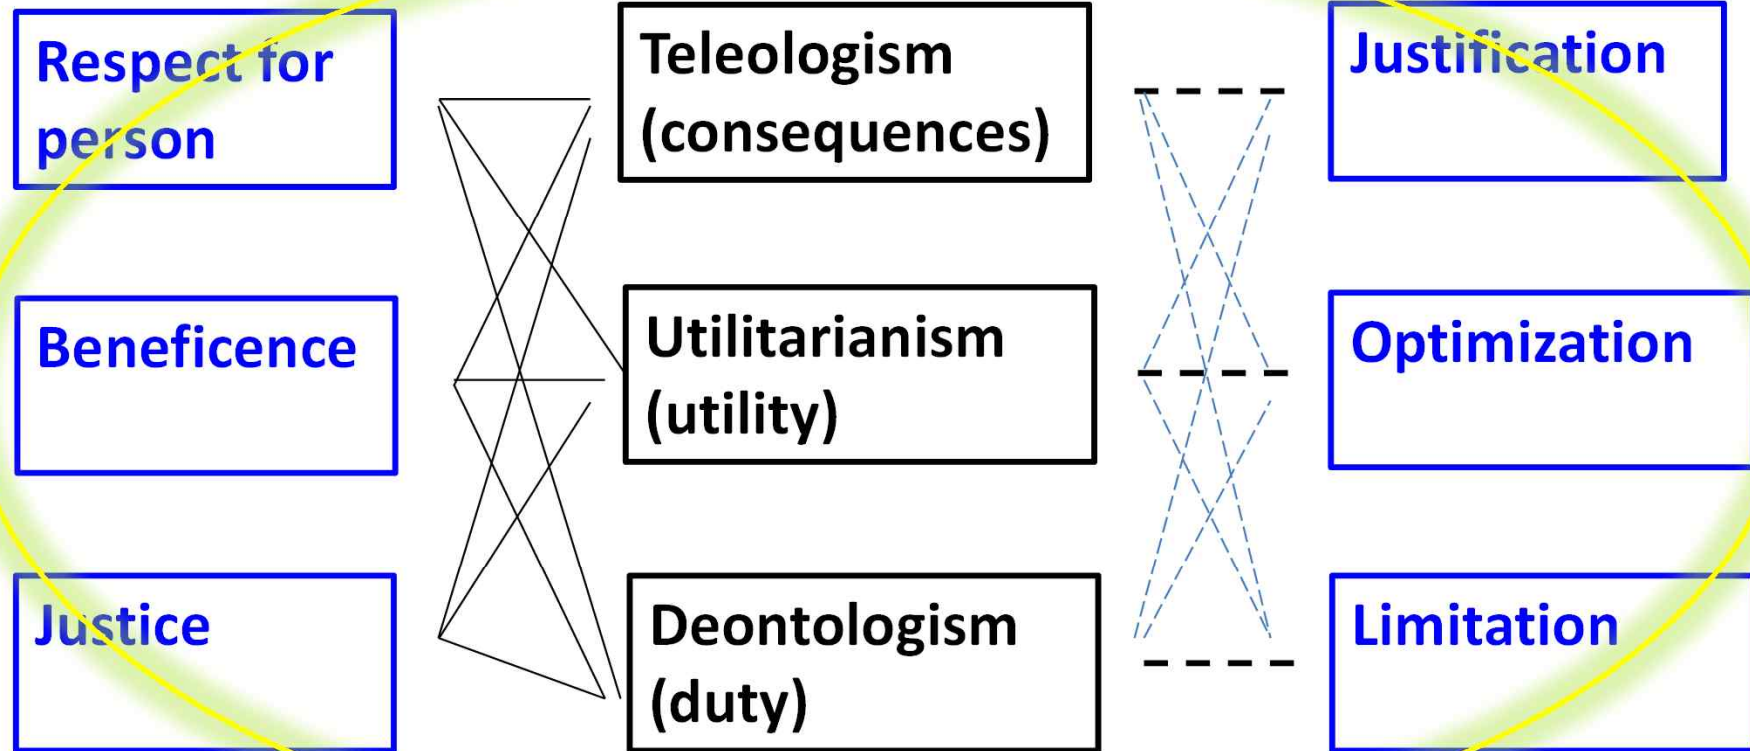 Respect for
person
Teleologism
(consequences)
Justification
Beneficence
Utilitarianism
(utility)
Optimization
Justice
Deontologism
(duty)
Limitation